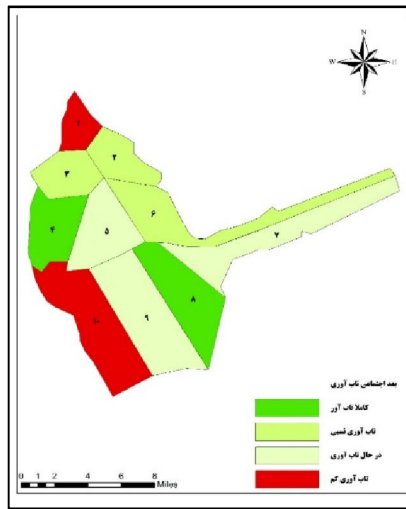 N
W E
S
۱
۲
۳
۴
۵
۶
۷
۸
۹
۱۰
بعد اجتماعی تاب آوری
کاملا تاب آور
تاب آوری نسبی
در حال تاب آوری
تاب آوری کم
0 1 2 4 6 8
Miles